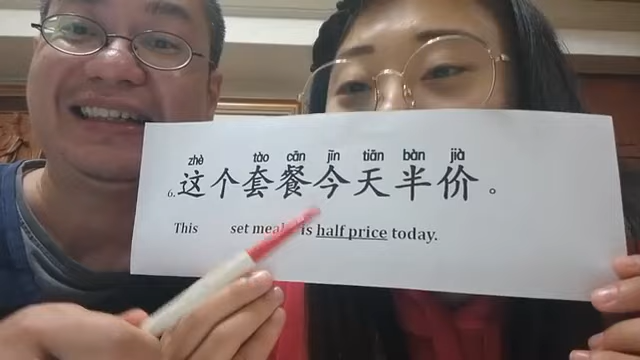 zhè tào cān jīn tiān bàn jià
6. 这个套餐今天半价。
This set meal is half price today.